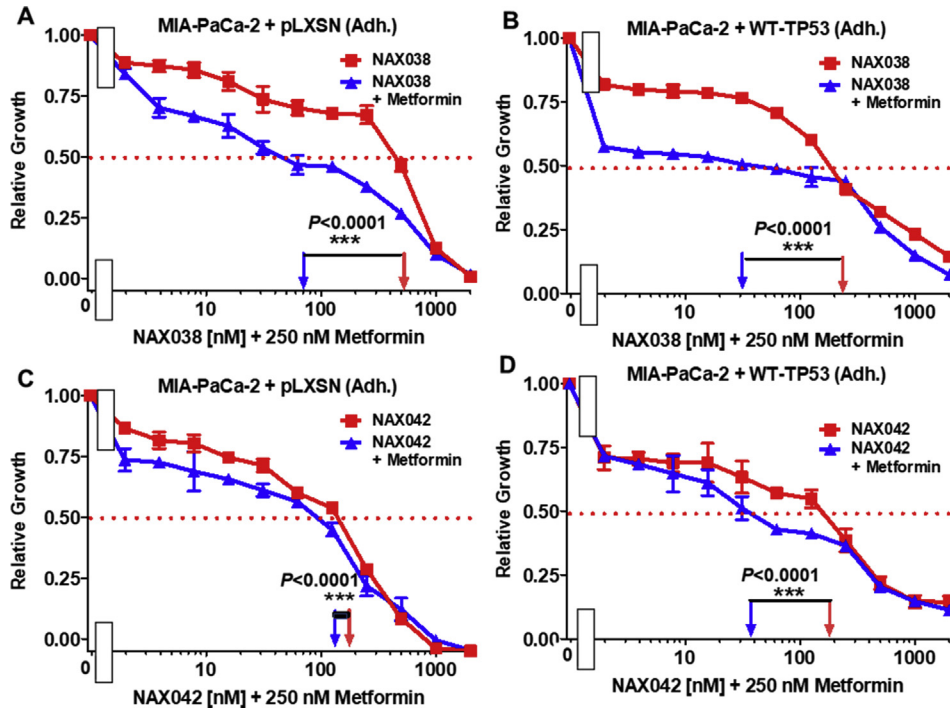 A
MIA-PaCa-2 + pLXSN (Adh.)
1.00
0.75
0.50
0.25
0.00
Relative Growth
NAX038
NAX038
+ Metformin
P<0.0001
***
0 10 100 1000
NAX038 [nM] + 250 nM Metformin
B
MIA-PaCa-2 + WT-TP53 (Adh.)
1.00
0.75
0.50
0.25
0.00
Relative Growth
NAX038
NAX038
+ Metformin
P<0.0001
***
0 10 100 1000
NAX038 [nM] + 250 nM Metformin
C
MIA-PaCa-2 + pLXSN (Adh.)
1.00
0.75
0.50
0.25
0.00
Relative Growth
NAX042
NAX042
+ Metformin
P<0.0001
***
0 10 100 1000
NAX042 [nM] + 250 nM Metformin
D
MIA-PaCa-2 + WT-TP53 (Adh.)
1.00
0.75
0.50
0.25
0.00
Relative Growth
NAX042
NAX042
+ Metformin
P<0.0001
***
0 10 100 1000
NAX042 [nM] + 250 nM Metformin